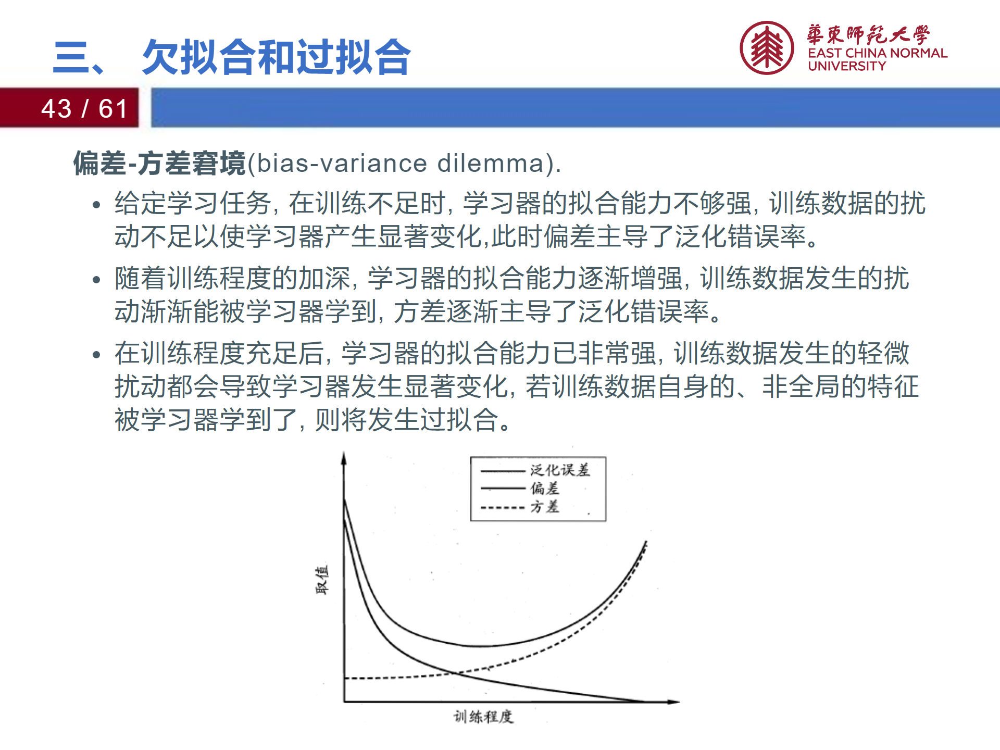 三、 欠拟合和过拟合
華東師範大學
EAST CHINA NORMAL
UNIVERSITY
43 / 61
偏差-方差窘境(bias-variance dilemma).
• 给定学习任务, 在训练不足时, 学习器的拟合能力不够强, 训练数据的扰
动不足以使学习器产生显著变化,此时偏差主导了泛化错误率。
• 随着训练程度的加深, 学习器的拟合能力逐渐增强, 训练数据发生的扰
动渐渐能被学习器学到, 方差逐渐主导了泛化错误率。
• 在训练程度充足后, 学习器的拟合能力已非常强, 训练数据发生的轻微
扰动都会导致学习器发生显著变化, 若训练数据自身的、非全局的特征
被学习器学到了, 则将发生过拟合。
泛化误差
偏差
方差
取值
训练程度